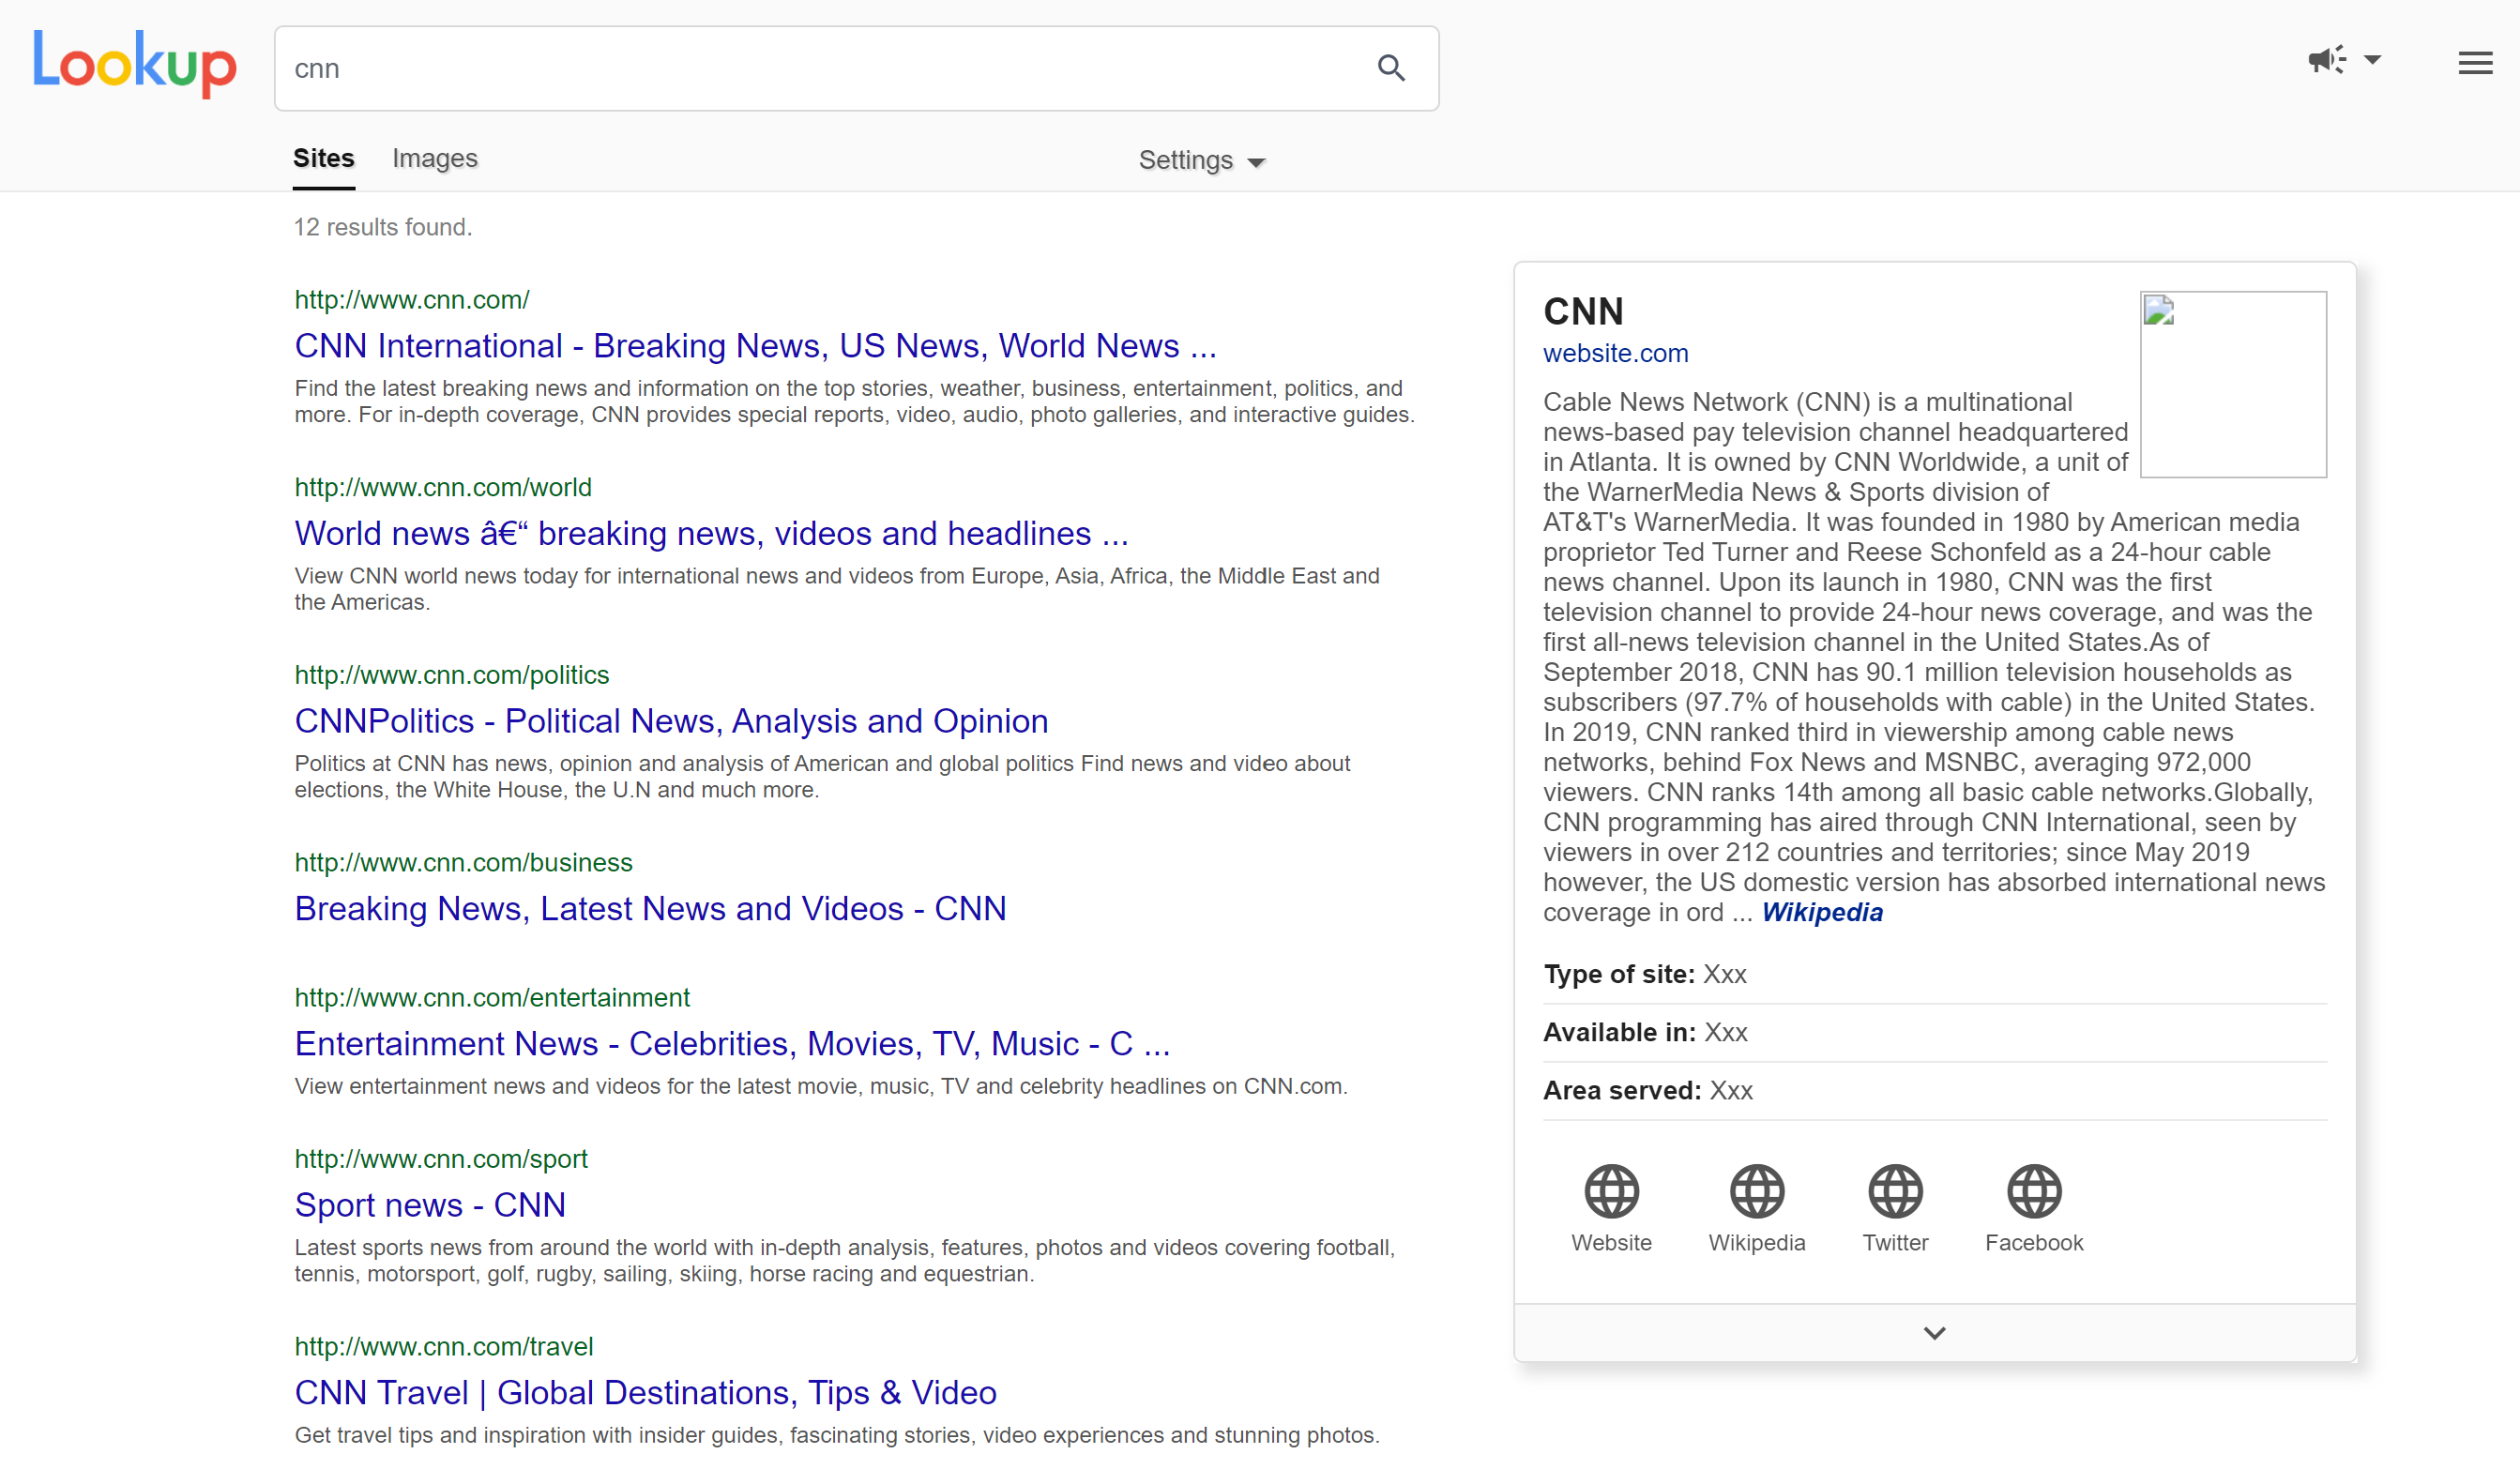 Lookup
cnn
Sites
Images
Settings
12 results found.
http://www.cnn.com/
CNN International - Breaking News, US News, World News ...
Find the latest breaking news and information on the top stories, weather, business, entertainment, politics, and
more. For in-depth coverage, CNN provides special reports, video, audio, photo galleries, and interactive guides.
http://www.cnn.com/world
World news â€“ breaking news, videos and headlines ...
View CNN world news today for international news and videos from Europe, Asia, Africa, the Middle East and
the Americas.
http://www.cnn.com/politics
CNNPolitics - Political News, Analysis and Opinion
Politics at CNN has news, opinion and analysis of American and global politics Find news and video about
elections, the White House, the U.N and much more.
http://www.cnn.com/business
Breaking News, Latest News and Videos - CNN
http://www.cnn.com/entertainment
Entertainment News - Celebrities, Movies, TV, Music - C ...
View entertainment news and videos for the latest movie, music, TV and celebrity headlines on CNN.com.
http://www.cnn.com/sport
Sport news - CNN
Latest sports news from around the world with in-depth analysis, features, photos and videos covering football,
tennis, motorsport, golf, rugby, sailing, skiing, horse racing and equestrian.
http://www.cnn.com/travel
CNN Travel | Global Destinations, Tips & Video
Get travel tips and inspiration with insider guides, fascinating stories, video experiences and stunning photos.
CNN
website.com
Cable News Network (CNN) is a multinational
news-based pay television channel headquartered
in Atlanta. It is owned by CNN Worldwide, a unit of
the WarnerMedia News & Sports division of
AT&T's WarnerMedia. It was founded in 1980 by American media
proprietor Ted Turner and Reese Schonfeld as a 24-hour cable
news channel. Upon its launch in 1980, CNN was the first
television channel to provide 24-hour news coverage, and was the
first all-news television channel in the United States.As of
September 2018, CNN has 90.1 million television households as
subscribers (97.7% of households with cable) in the United States.
In 2019, CNN ranked third in viewership among cable news
networks, behind Fox News and MSNBC, averaging 972,000
viewers. CNN ranks 14th among all basic cable networks.Globally,
CNN programming has aired through CNN International, seen by
viewers in over 212 countries and territories; since May 2019
however, the US domestic version has absorbed international news
coverage in ord ... Wikipedia
Type of site: Xxx
Available in: Xxx
Area served: Xxx
Website
Wikipedia
Twitter
Facebook